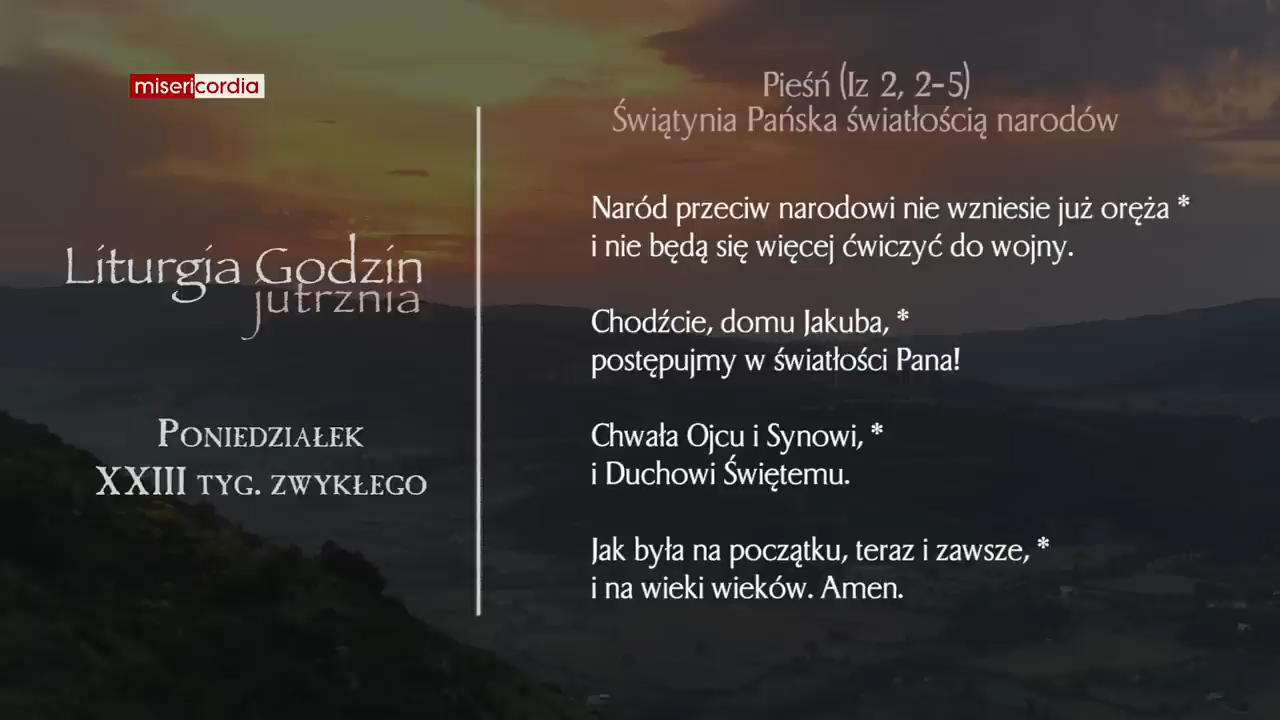 misericordia
Liturgia Godzin
jutrznia
Poniedziałek
XXIII tyg. zwykłego
Pieśń (Iz 2, 2-5)
Świątynia Pańska światłością narodów
Naród przeciw narodowi nie wzniesie już oręża *
i nie będą się więcej ćwiczyć do wojny.
Chodźcie, domu Jakuba, *
postępujmy w światłości Pana!
Chwała Ojcu i Synowi, *
i Duchowi Świętemu.
Jak była na początku, teraz i zawsze, *
i na wieki wieków. Amen.